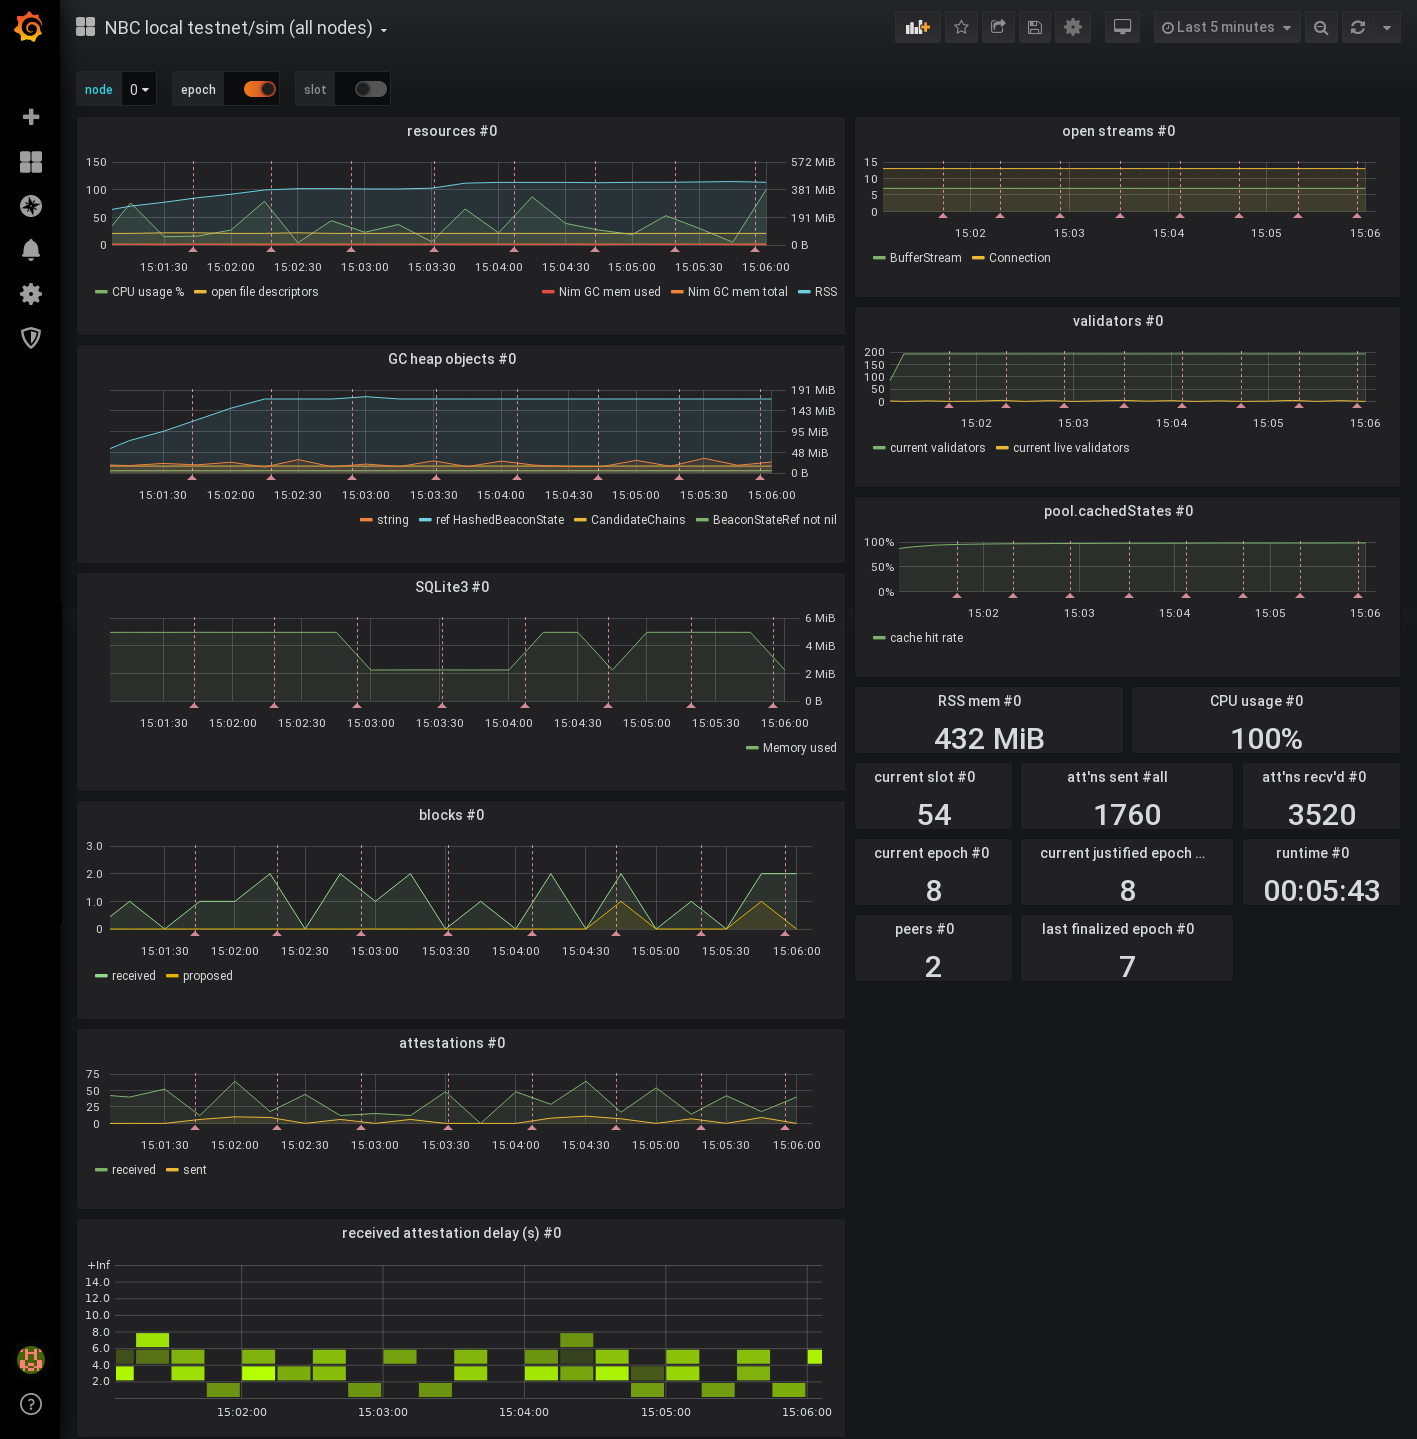 NBC local testnet/sim (all nodes)
Last 5 minutes
node 0 epoch slot
resources #0
150
100
50
0
572 MiB
381 MiB
191 MiB
0 B
15:01:30 15:02:00 15:02:30 15:03:00 15:03:30 15:04:00 15:04:30 15:05:00 15:05:30 15:06:00
CPU usage % open file descriptors Nim GC mem used Nim GC mem total RSS
GC heap objects #0
191 MiB
143 MiB
95 MiB
48 MiB
0 B
15:01:30 15:02:00 15:02:30 15:03:00 15:03:30 15:04:00 15:04:30 15:05:00 15:05:30 15:06:00
string ref HashedBeaconState CandidateChains BeaconStateRef not nil
SQLite3 #0
6 MiB
4 MiB
2 MiB
0 B
15:01:30 15:02:00 15:02:30 15:03:00 15:03:30 15:04:00 15:04:30 15:05:00 15:05:30 15:06:00
Memory used
blocks #0
3.0
2.0
1.0
0
15:01:30 15:02:00 15:02:30 15:03:00 15:03:30 15:04:00 15:04:30 15:05:00 15:05:30 15:06:00
received proposed
attestations #0
75
50
25
0
15:01:30 15:02:00 15:02:30 15:03:00 15:03:30 15:04:00 15:04:30 15:05:00 15:05:30 15:06:00
received sent
received attestation delay (s) #0
+Inf
14.0
12.0
10.0
8.0
6.0
4.0
2.0
15:02:00 15:03:00 15:04:00 15:05:00 15:06:00
open streams #0
15
10
5
0
15:02 15:03 15:04 15:05 15:06
BufferStream Connection
validators #0
200
150
100
50
0
15:02 15:03 15:04 15:05 15:06
current validators current live validators
pool.cachedStates #0
100%
50%
0%
15:02 15:03 15:04 15:05 15:06
cache hit rate
RSS mem #0
432 MiB
CPU usage #0
100%
current slot #0
54
att'ns sent #all
1760
att'ns recv'd #0
3520
current epoch #0
8
current justified epoch ...
8
runtime #0
00:05:43
peers #0
2
last finalized epoch #0
7